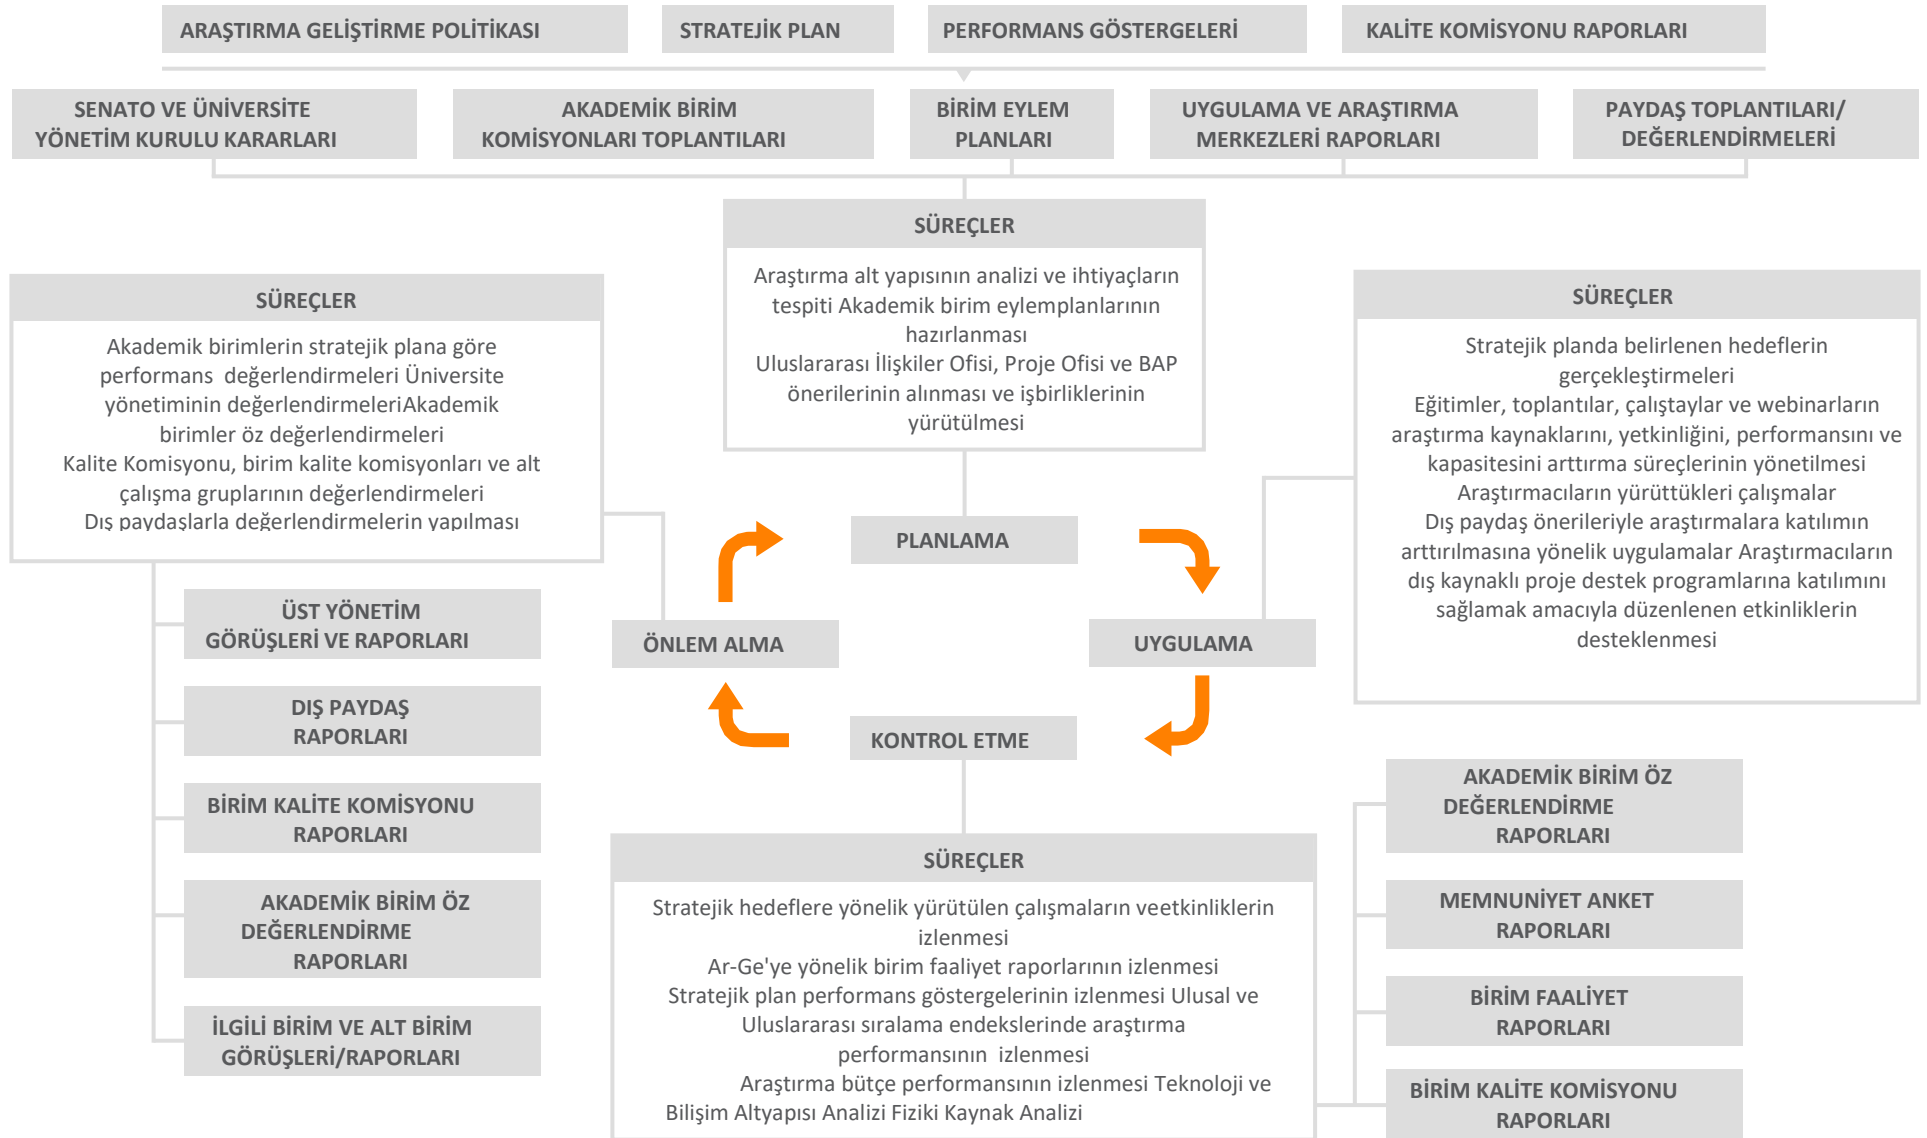 ARAŞTIRMA GELİŞTİRME POLİTİKASI
STRATEJİK PLAN
PERFORMANS GÖSTERGELERİ
KALİTE KOMİSYONU RAPORLARI
SENATO VE ÜNİVERSİTE
YÖNETİM KURULU KARARLARI
AKADEMİK BİRİM
KOMİSYONLARI TOPLANTILARI
BİRİM EYLEM
PLANLARI
UYGULAMA VE ARAŞTIRMA
MERKEZLERİ RAPORLARI
PAYDAŞ TOPLANTILARI/
DEĞERLENDİRMELERİ
SÜREÇLER
Araştırma alt yapısının analizi ve ihtiyaçların
tespiti Akademik birim eylemplanlarının
hazırlanması
Uluslararası İlişkiler Ofisi, Proje Ofisi ve BAP
önerilerinin alınması ve işbirliklerinin
yürütülmesi
SÜREÇLER
Akademik birimlerin stratejik plana göre
performans değerlendirmeleri Üniversite
yönetiminin değerlendirmeleriAkademik
birimler öz değerlendirmeleri
Kalite Komisyonu, birim kalite komisyonları ve alt
çalışma gruplarının değerlendirmeleri
Dış paydaşlarla değerlendirmelerin yapılması
SÜREÇLER
Stratejik planda belirlenen hedeflerin
gerçekleştirmeleri
Eğitimler, toplantılar, çalıştaylar ve webinarların
araştırma kaynaklarını, yetkinliğini, performansını ve
kapasitesini arttırma süreçlerinin yönetilmesi
Araştırmacıların yürüttükleri çalışmalar
Dış paydaş önerileriyle araştırmalara katılımın
arttırılmasına yönelik uygulamalar Araştırmacıların
dış kaynaklı proje destek programlarına katılımını
sağlamak amacıyla düzenlenen etkinliklerin
desteklenmesi
PLANLAMA
ÖNLEM ALMA
UYGULAMA
KONTROL ETME
ÜST YÖNETİM
GÖRÜŞLERİ VE RAPORLARI
DIŞ PAYDAŞ
RAPORLARI
BİRİM KALİTE KOMİSYONU
RAPORLARI
AKADEMİK BİRİM ÖZ
DEĞERLENDİRME
RAPORLARI
İLGİLİ BİRİM VE ALT BİRİM
GÖRÜŞLERİ/RAPORLARI
SÜREÇLER
Stratejik hedeflere yönelik yürütülen çalışmaların veetkinliklerin
izlenmesi
Ar-Ge'ye yönelik birim faaliyet raporlarının izlenmesi
Stratejik plan performans göstergelerinin izlenmesi Ulusal ve
Uluslararası sıralama endekslerinde araştırma
performansının izlenmesi
Araştırma bütçe performansının izlenmesi Teknoloji ve
Bilişim Altyapısı Analizi Fiziki Kaynak Analizi
AKADEMİK BİRİM ÖZ
DEĞERLENDİRME
RAPORLARI
MEMNUNİYET ANKET
RAPORLARI
BİRİM FAALİYET
RAPORLARI
BİRİM KALİTE KOMİSYONU
RAPORLARI